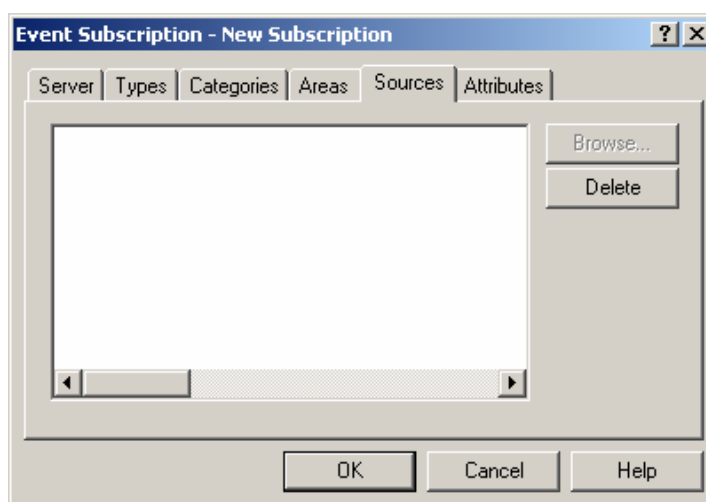 Event Subscription - New Subscription
Server Types Categories Areas Sources Attributes
Browse...
Delete
OK Cancel Help